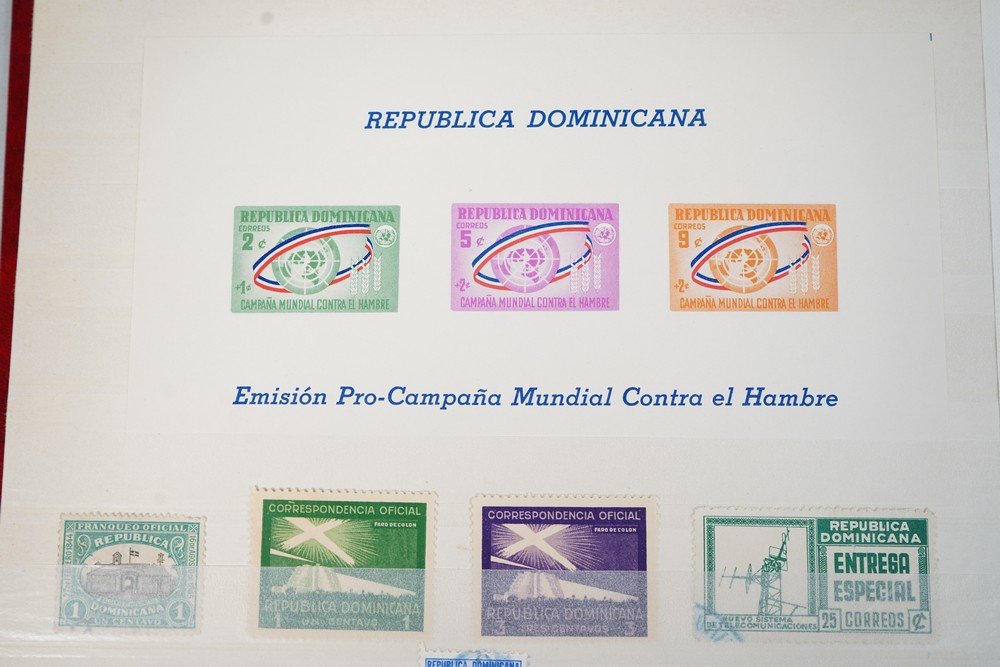 REPUBLICA DOMINICANA
REPUBLICA DOMINICANA
CORREOS
2 ¢
+1¢
CAMPAÑA MUNDIAL CONTRA EL HAMBRE
REPUBLICA DOMINICANA
CORREOS
5 ¢
+2¢
CAMPAÑA MUNDIAL CONTRA EL HAMBRE
REPUBLICA DOMINICANA
CORREOS
9 ¢
+2¢
CAMPAÑA MUNDIAL CONTRA EL HAMBRE
Emisión Pro-Campaña Mundial Contra el Hambre
FRANQUEO OFICIAL
REPUBLICA
DOMINICANA
1 1
UN CENTAVO
CORRESPONDENCIA OFICIAL
FARO DE COLON
REPUBLICA DOMINICANA
1 UN CENTAVO 1
CORRESPONDENCIA OFICIAL
FARO DE COLON
REPUBLICA DOMINICANA
3 TRES CENTAVOS 3
REPUBLICA
DOMINICANA
ENTREGA
ESPECIAL
NUEVO SISTEMA
DE TELECOMUNICACIONES
25 CORREOS ¢
REPUBLICA DOMINICANA